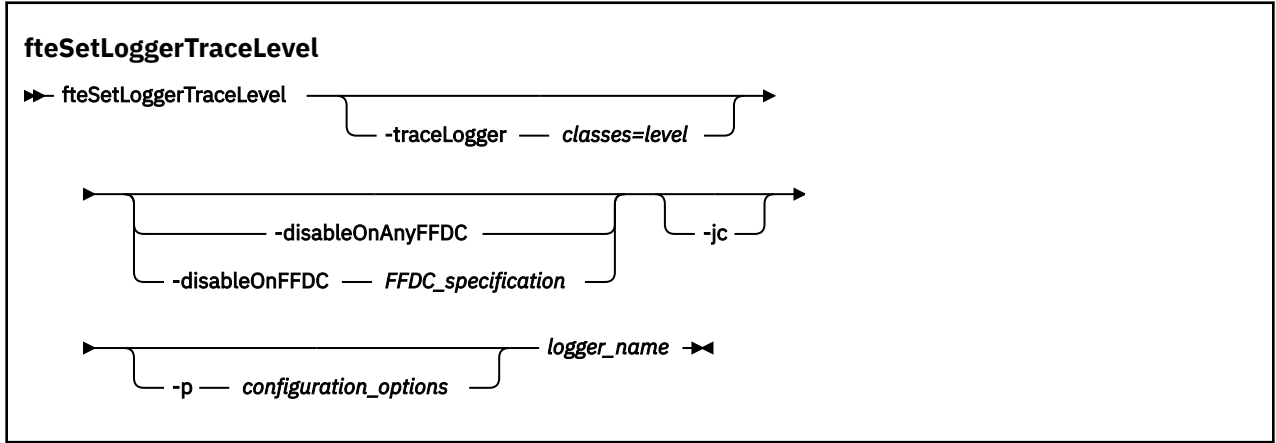 fteSetLoggerTraceLevel
fteSetLoggerTraceLevel
-traceLogger classes=level
-disableOnAnyFFDC
-jc
-disableOnFFDC FFDC_specification
logger_name
-p configuration_options